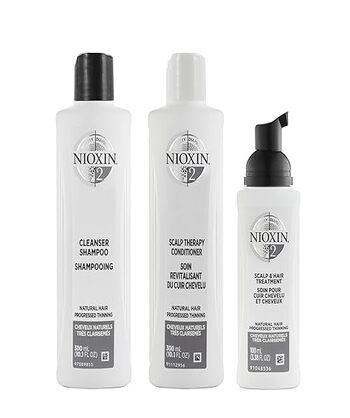 NIOXIN
2
CLEANSER
SHAMPOO
SHAMPOOING
NATURAL HAIR
PROGRESSED THINNING
CHEVEUX NATURELS
TRÈS CLAIRSEMÉS
300 mL
(10.1 FL OZ)
97089855
NIOXIN
2
SCALP THERAPY
CONDITIONER
SOIN
REVITALISANT
DU CUIR CHEVELU
NATURAL HAIR
PROGRESSED THINNING
CHEVEUX NATURELS
TRÈS CLAIRSEMÉS
300 mL
(10.1 FL OZ)
NIOXIN
2
SCALP & HAIR
TREATMENT
SOIN POUR
CUIR CHEVELU
ET CHEVEUX
NATURAL HAIR
PROGRESSED THINNING
CHEVEUX NATURELS
TRÈS CLAIRSEMÉS
100 mL
(3.38 FL OZ)
91048336